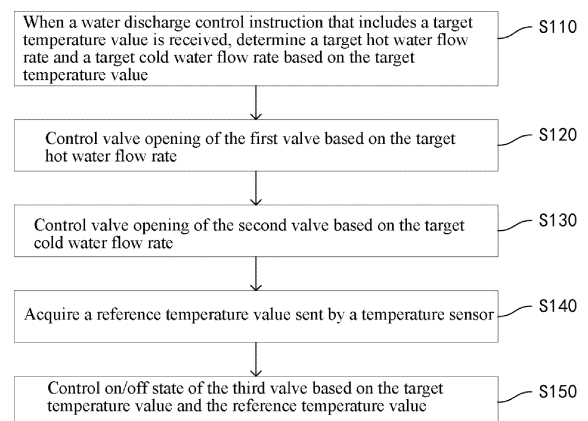 When a water discharge control instruction that includes a target
temperature value is received, determine a target hot water flow
rate and a target cold water flow rate based on the target
temperature value
S110
Control valve opening of the first valve based on the target
hot water flow rate
S120
Control valve opening of the second valve based on the target
cold water flow rate
S130
Acquire a reference temperature value sent by a temperature sensor
S140
Control on/off state of the third valve based on the target
temperature value and the reference temperature value
S150